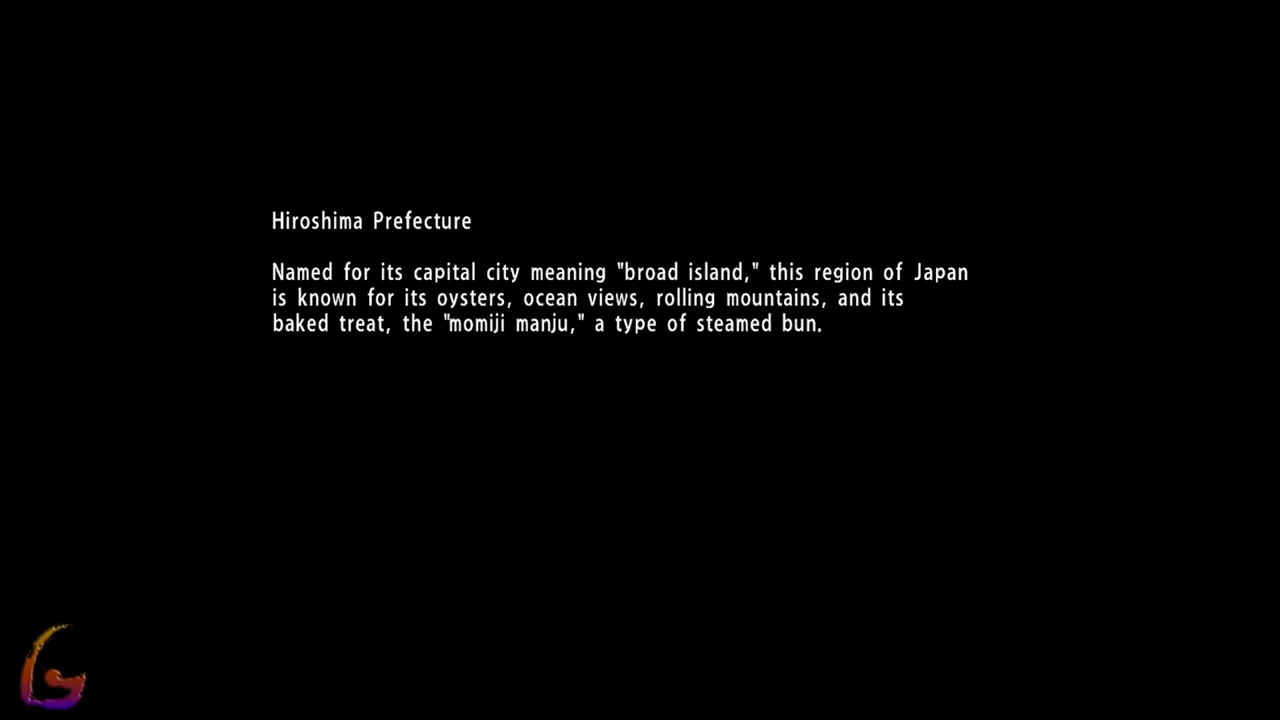 Hiroshima Prefecture
Named for its capital city meaning "broad island," this region of Japan
is known for its oysters, ocean views, rolling mountains, and its
baked treat, the "momiji manju," a type of steamed bun.